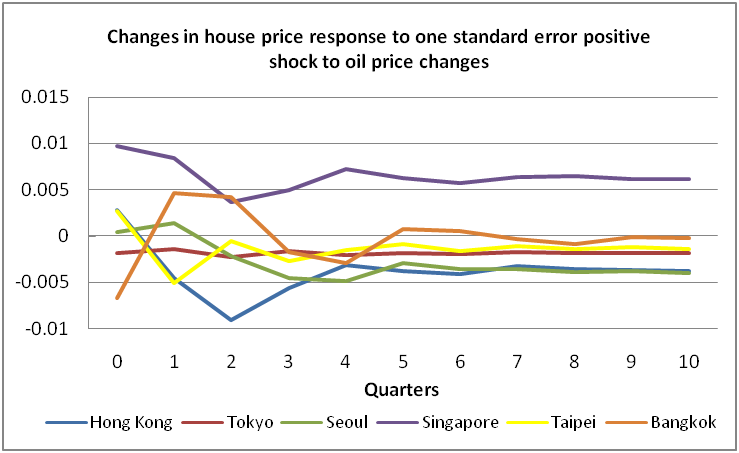 Changes in house price response to one standard error positive
shock to oil price changes
0.015
0.01
0.005
0
-0.005
-0.01
0 1 2 3 4 5 6 7 8 9 10
Quarters
Hong Kong Tokyo Seoul Singapore Taipei Bangkok